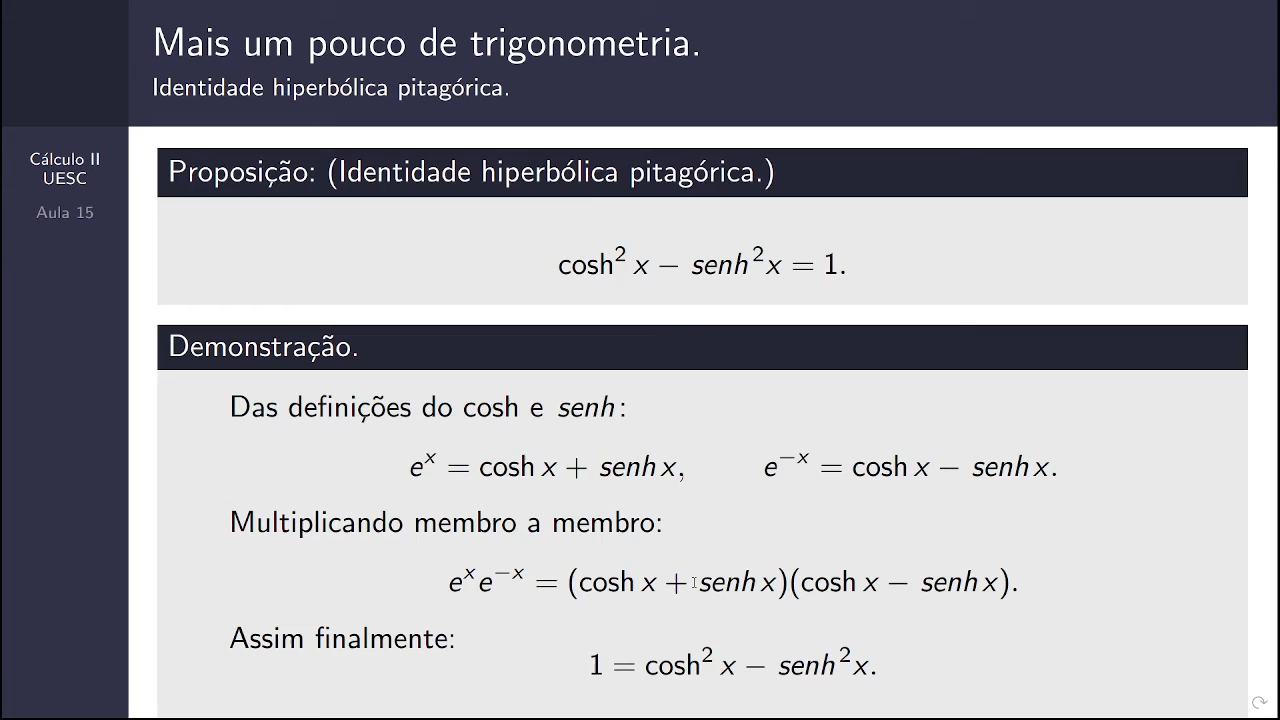 Mais um pouco de trigonometria.
Identidade hiperbólica pitagórica.
Cálculo II
UESC
Aula 15
Proposição: (Identidade hiperbólica pitagórica.)
cosh² x − senh² x = 1.
Demonstração.
Das definições do cosh e senh:
eˣ = cosh x + senh x, e⁻ˣ = cosh x − senh x.
Multiplicando membro a membro:
eˣe⁻ˣ = (cosh x + senh x)(cosh x − senh x).
Assim finalmente:
1 = cosh² x − senh² x.